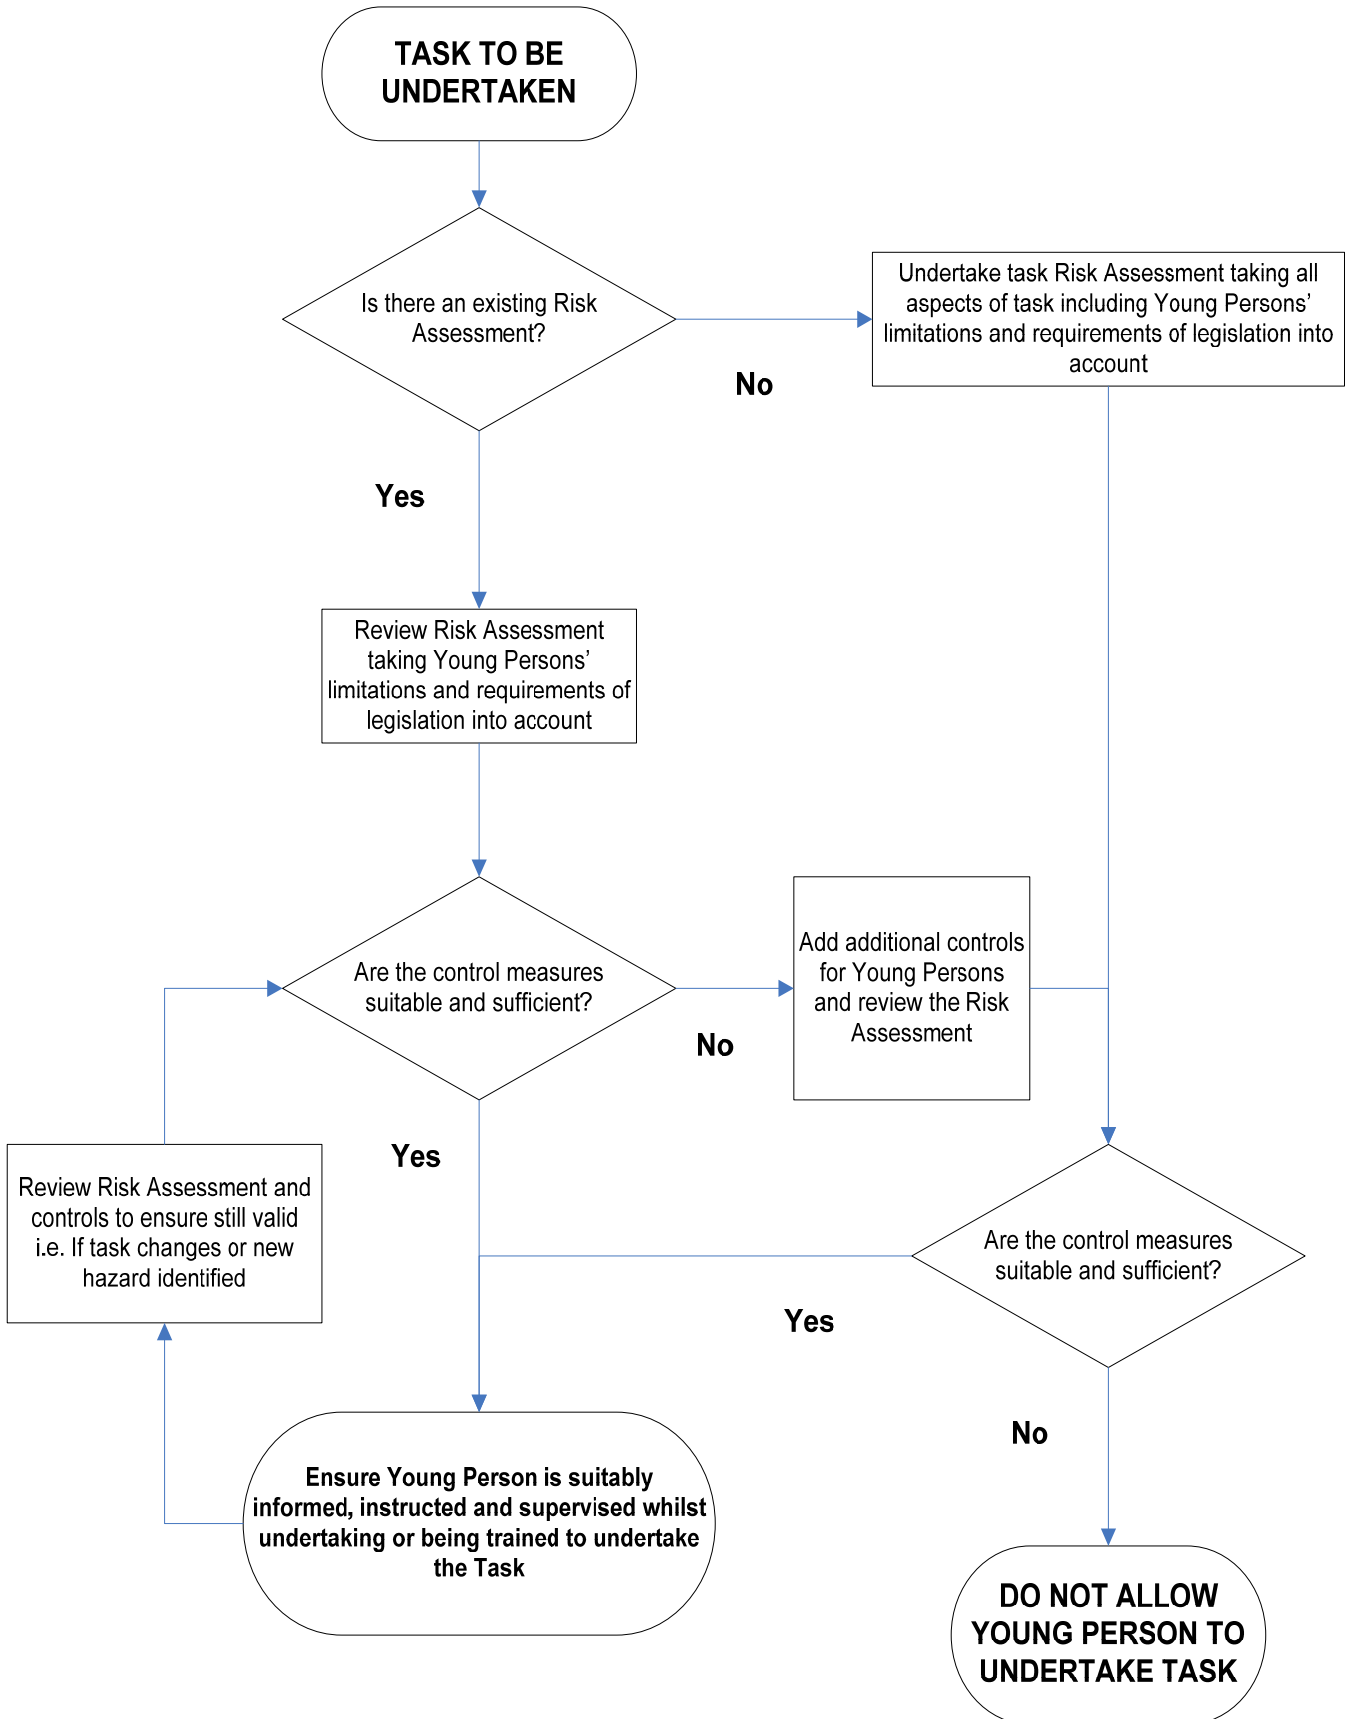 TASK TO BE
UNDERTAKEN
Is there an existing Risk
Assessment?
Undertake task Risk Assessment taking all
aspects of task including Young Persons’
limitations and requirements of legislation into
account
No
Yes
Review Risk Assessment
taking Young Persons’
limitations and requirements of
legislation into account
Are the control measures
suitable and sufficient?
No
Add additional controls
for Young Persons
and review the Risk
Assessment
Yes
Review Risk Assessment and
controls to ensure still valid
i.e. If task changes or new
hazard identified
Are the control measures
suitable and sufficient?
Yes
No
Ensure Young Person is suitably
informed, instructed and supervised whilst
undertaking or being trained to undertake
the Task
DO NOT ALLOW
YOUNG PERSON TO
UNDERTAKE TASK